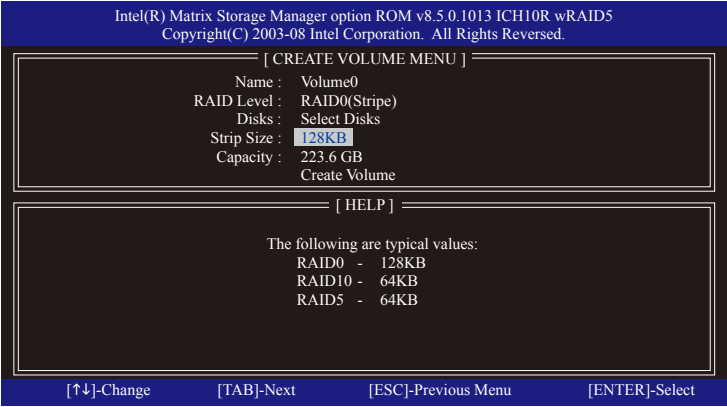 Intel(R) Matrix Storage Manager option ROM v8.5.0.1013 ICH10R wRAID5
Copyright(C) 2003-08 Intel Corporation. All Rights Reversed.
[ CREATE VOLUME MENU ]
Name : Volume0
RAID Level : RAID0(Stripe)
Disks : Select Disks
Strip Size : 128KB
Capacity : 223.6 GB
Create Volume
[ HELP ]
The following are typical values:
RAID0 - 128KB
RAID10 - 64KB
RAID5 - 64KB
[↑↓]-Change [TAB]-Next [ESC]-Previous Menu [ENTER]-Select